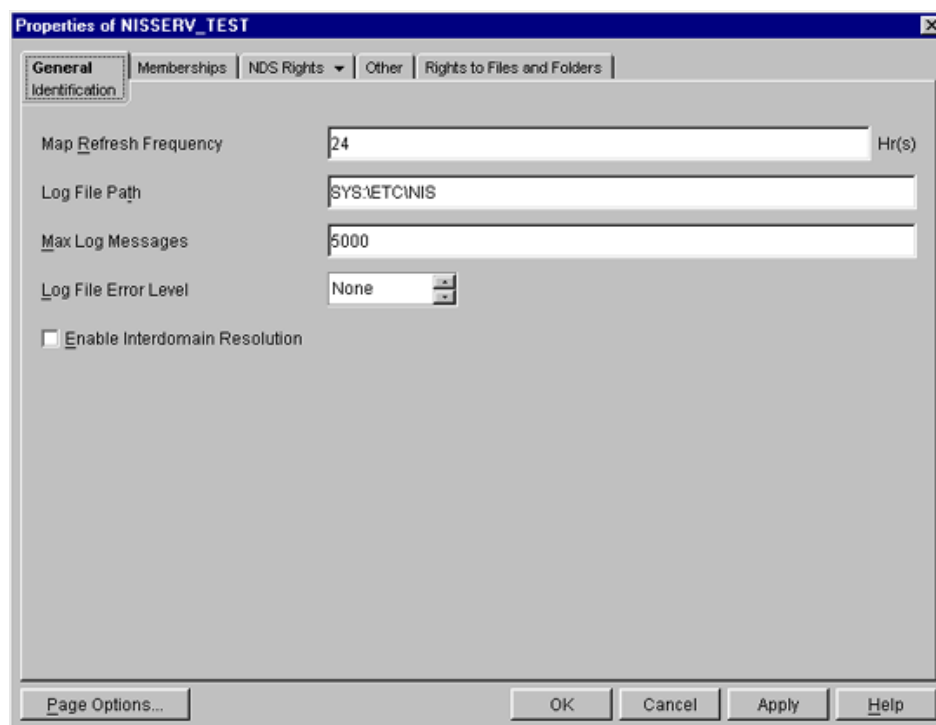 Properties of NISSERV_TEST
General Memberships NDS Rights Other Rights to Files and Folders
Identification
Map Refresh Frequency 24 Hr(s)
Log File Path SYS:\ETC\NIS
Max Log Messages 5000
Log File Error Level None
Enable Interdomain Resolution
Page Options... OK Cancel Apply Help